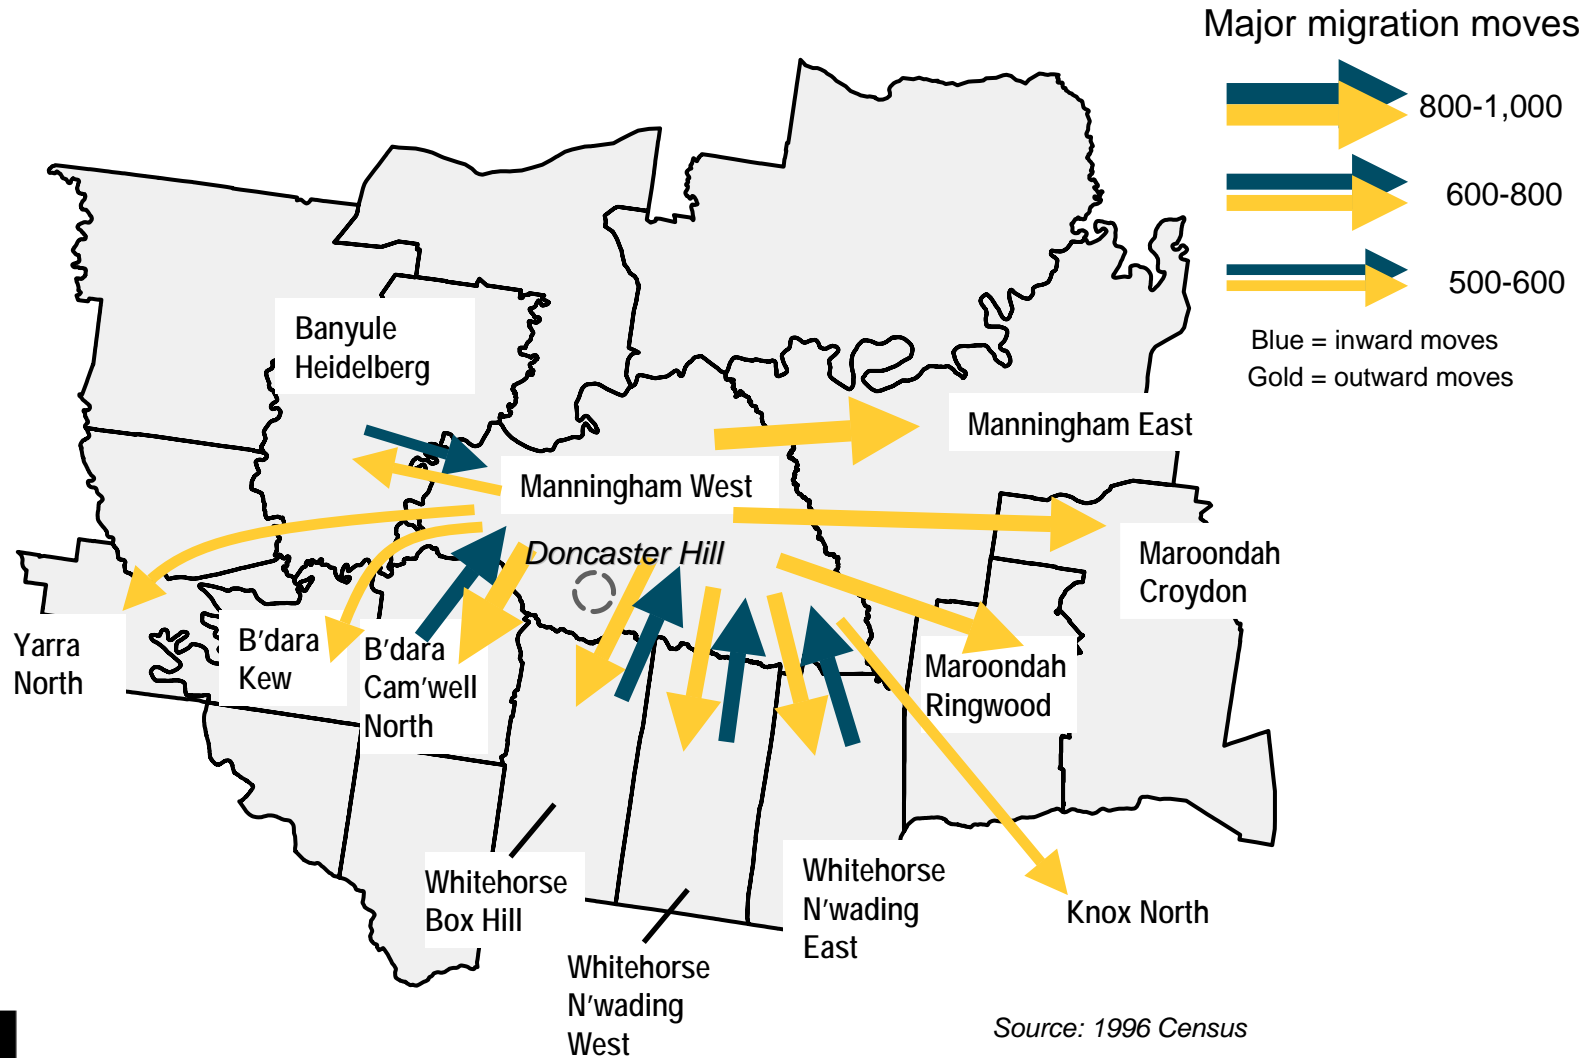 Major migration moves
800-1,000
600-800
500-600
Blue = inward moves
Gold = outward moves
Banyule
Heidelberg
Manningham East
Manningham West
Doncaster Hill
Maroondah
Croydon
Yarra
North
B'dara
Kew
B'dara
Cam'well
North
Maroondah
Ringwood
Whitehorse
Box Hill
Whitehorse
N'wading
West
Whitehorse
N'wading
East
Knox North
Source: 1996 Census